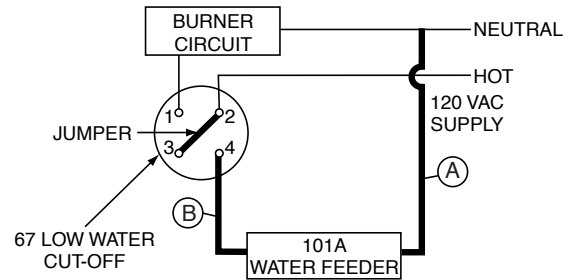 BURNER
CIRCUIT
NEUTRAL
HOT
120 VAC
SUPPLY
1
2
JUMPER
3
4
A
B
67 LOW WATER
CUT-OFF
101A
WATER FEEDER